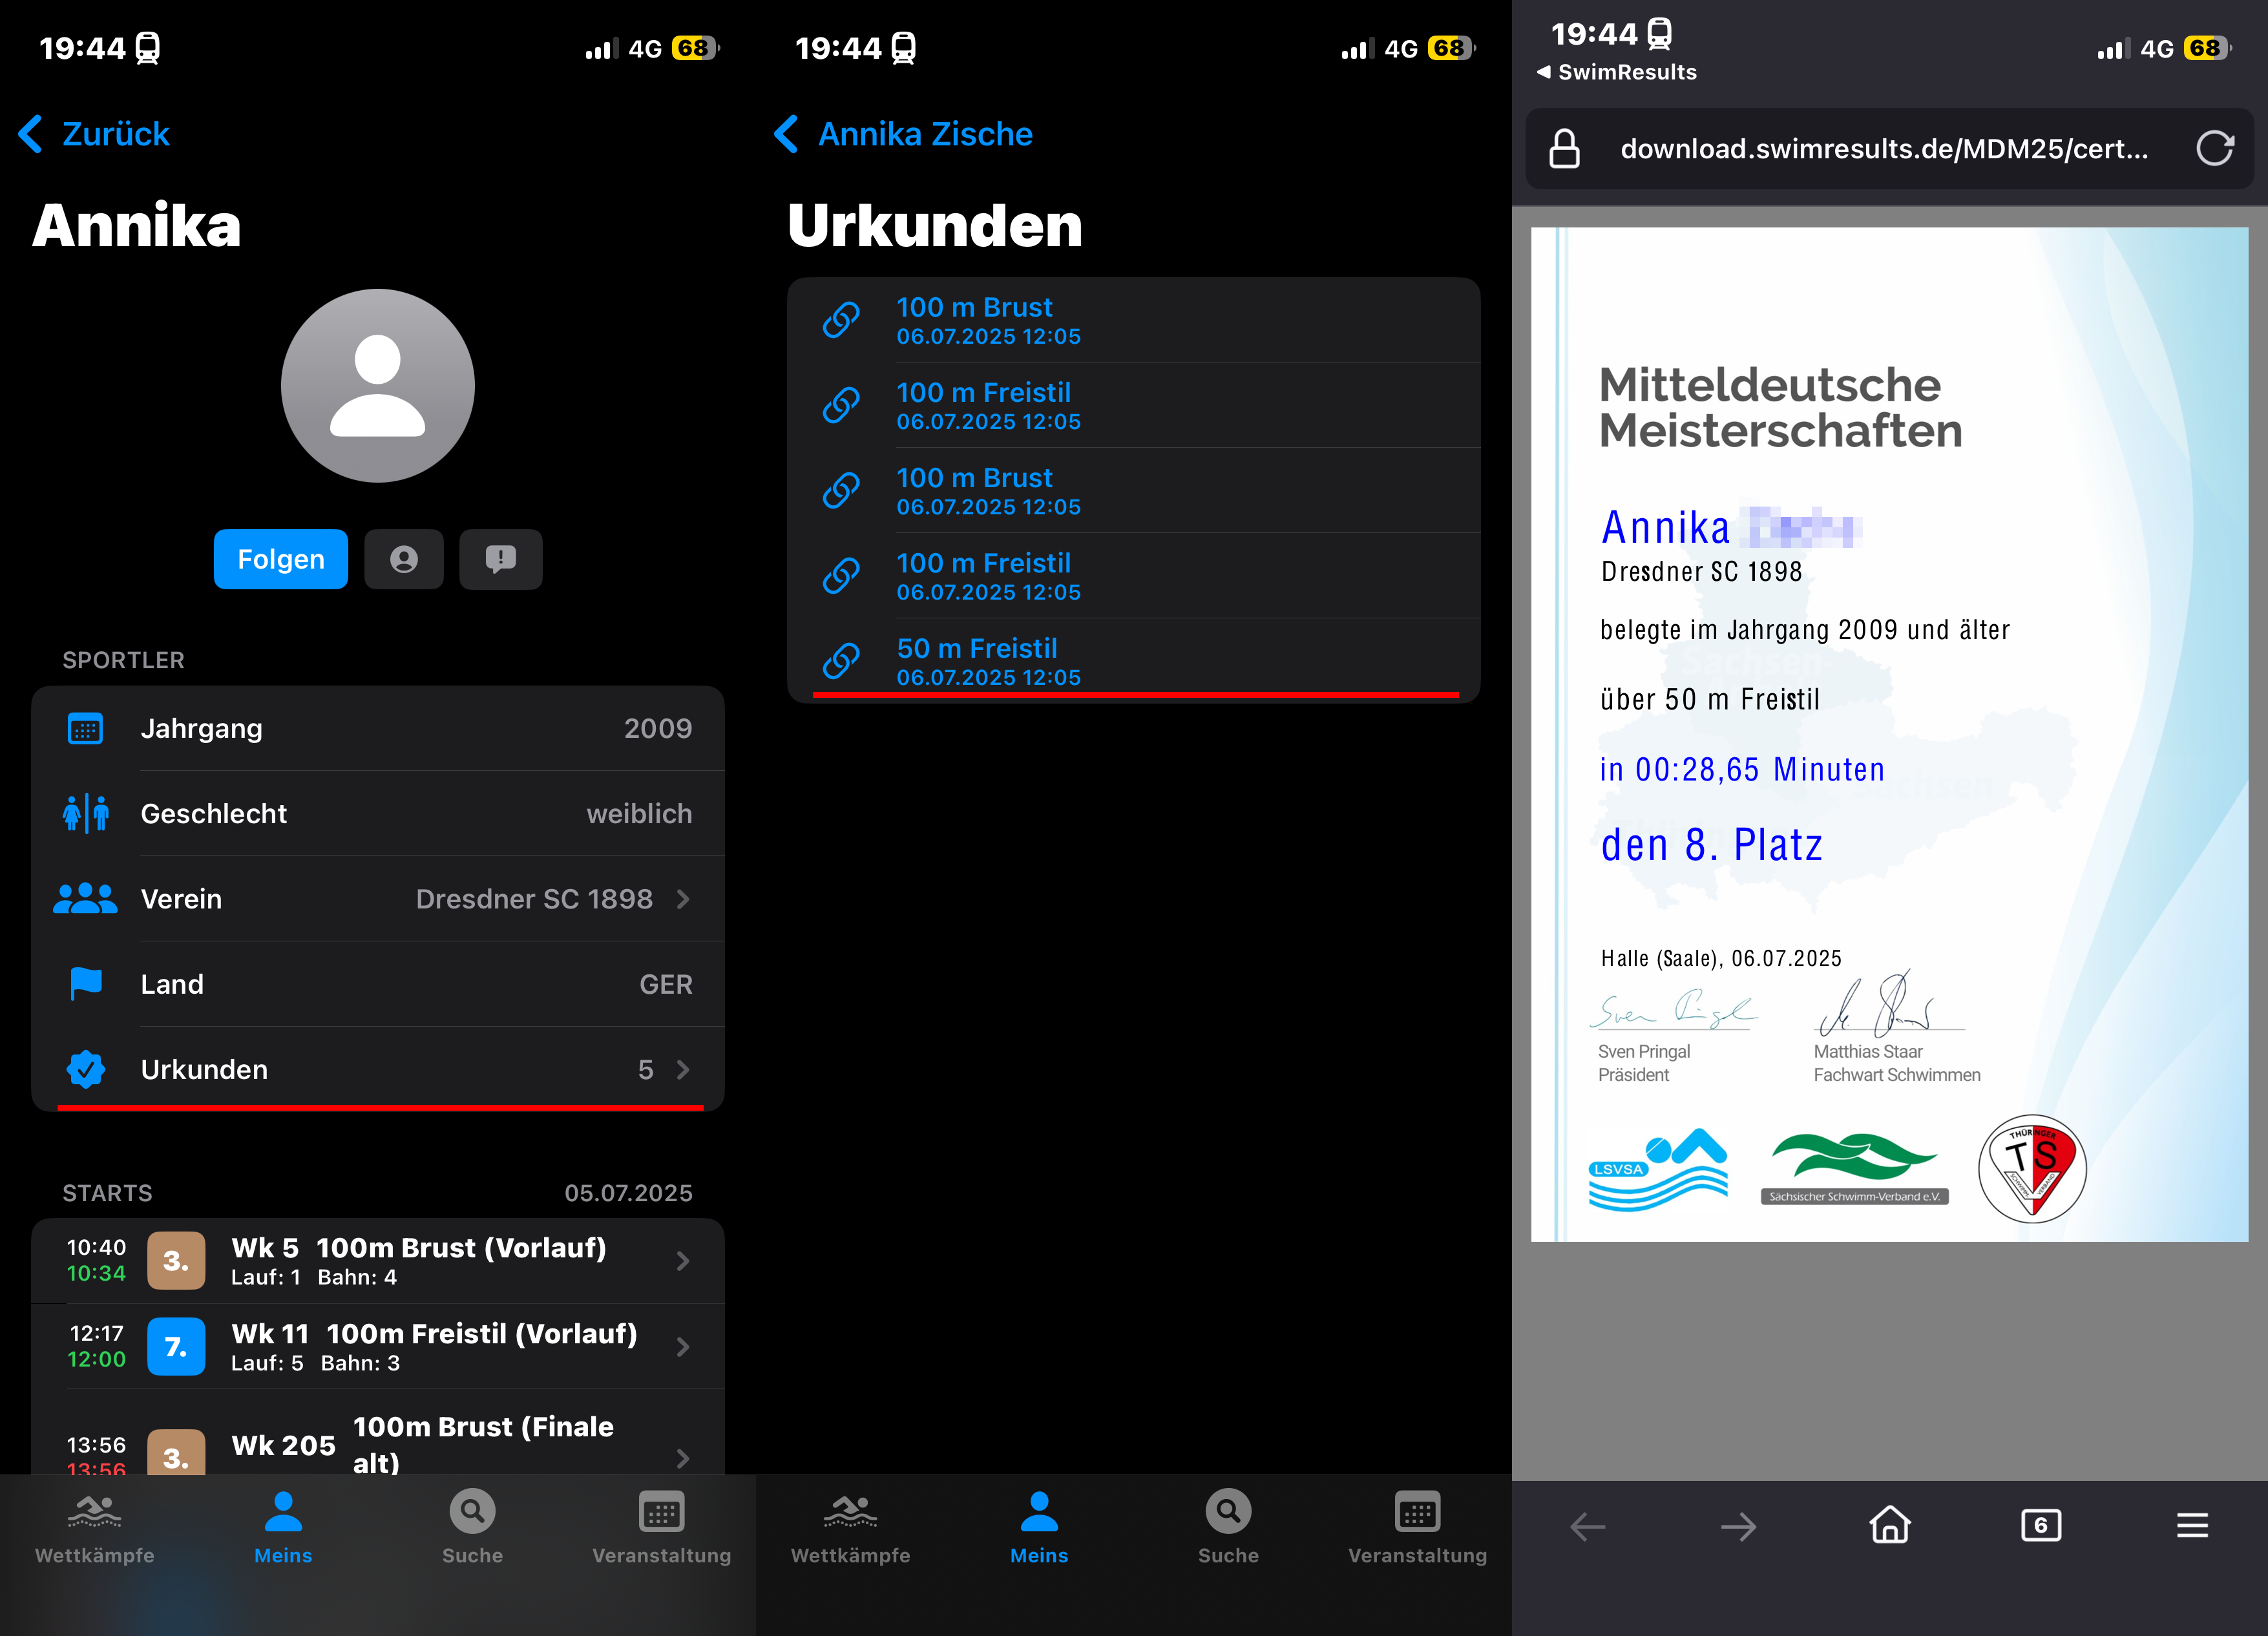 19:44
4G 68
Zurück
Annika
Folgen
SPORTLER
Jahrgang 2009
Geschlecht weiblich
Verein Dresdner SC 1898
Land GER
Urkunden 5
STARTS 05.07.2025
10:40
10:34
3.
Wk 5 100m Brust (Vorlauf)
Lauf: 1 Bahn: 4
12:17
12:00
7.
Wk 11 100m Freistil (Vorlauf)
Lauf: 5 Bahn: 3
13:56
13:56
3.
Wk 205 100m Brust (Finale
alt)
Wettkämpfe Meins Suche Veranstaltung
19:44
4G 68
Annika Zische
Urkunden
100 m Brust
06.07.2025 12:05
100 m Freistil
06.07.2025 12:05
100 m Brust
06.07.2025 12:05
100 m Freistil
06.07.2025 12:05
50 m Freistil
06.07.2025 12:05
Wettkämpfe Meins Suche Veranstaltung
19:44
4G 68
SwimResults
download.swimresults.de/MDM25/cert...
Mitteldeutsche
Meisterschaften
Annika
Dresdner SC 1898
belegte im Jahrgang 2009 und älter
Sachsen-
über 50 m Freistil
in 00:28,65 Minuten
Sachsen
den 8. Platz
Halle (Saale), 06.07.2025
Sven Pringal
Präsident
Matthias Staar
Fachwart Schwimmen
LSVSA
Sächsischer Schwimm-Verband e.V.
THÜRINGER
TS
SCHWIMM VERBAND
6